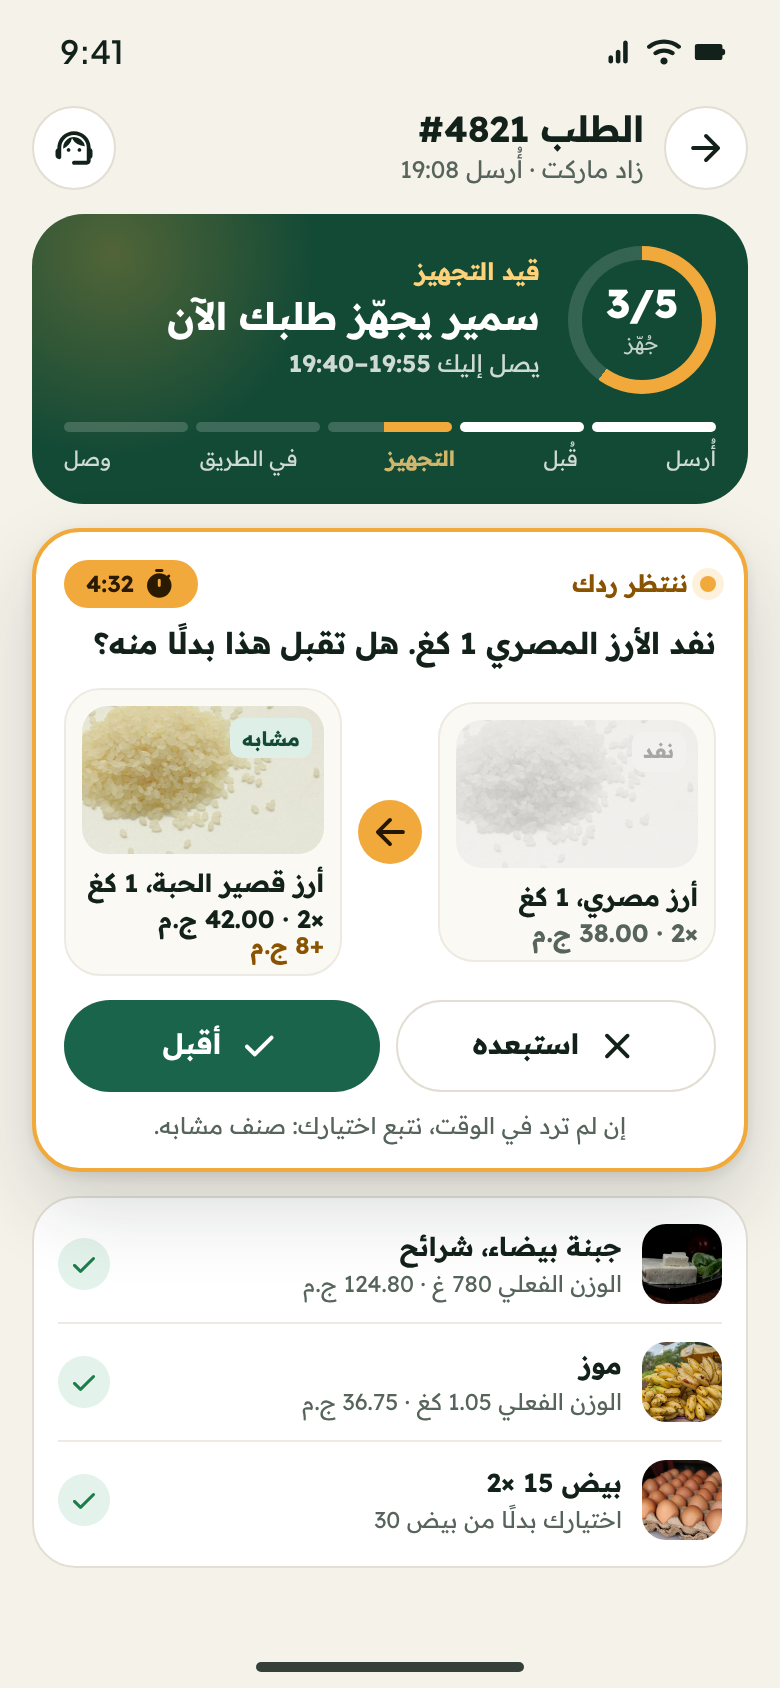 9:41
الطلب 4821#
زاد ماركت · أُرسل 19:08
3/5
جُهّز
قيد التجهيز
سمير يجهّز طلبك الآن
يصل إليك 19:40–19:55
أُرسل
قُبل
التجهيز
في الطريق
وصل
ننتظر ردك
4:32
نفد الأرز المصري 1 كغ. هل تقبل هذا بدلًا منه؟
نفد
أرز مصري، 1 كغ
×2 · 38.00 ج.م
مشابه
أرز قصير الحبة، 1 كغ
×2 · 42.00 ج.م
+8 ج.م
استبعده
أقبل
إن لم ترد في الوقت، نتبع اختيارك: صنف مشابه.
جبنة بيضاء، شرائح
الوزن الفعلي 780 غ · 124.80 ج.م
موز
الوزن الفعلي 1.05 كغ · 36.75 ج.م
بيض 15 ×2
اختيارك بدلًا من بيض 30